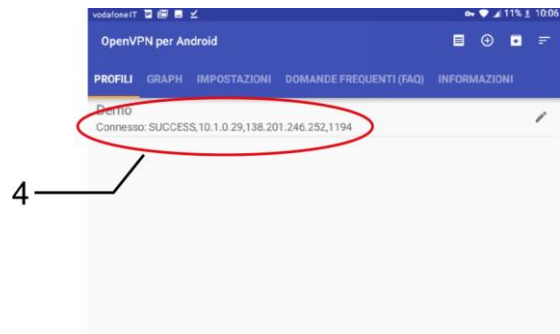 vodafone IT 11% 10:06
OpenVPN per Android
PROFILI GRAPH IMPOSTAZIONI DOMANDE FREQUENTI (FAQ) INFORMAZIONI
Demo
Connesso: SUCCESS,10.1.0.29,138.201.246.252,1194
4